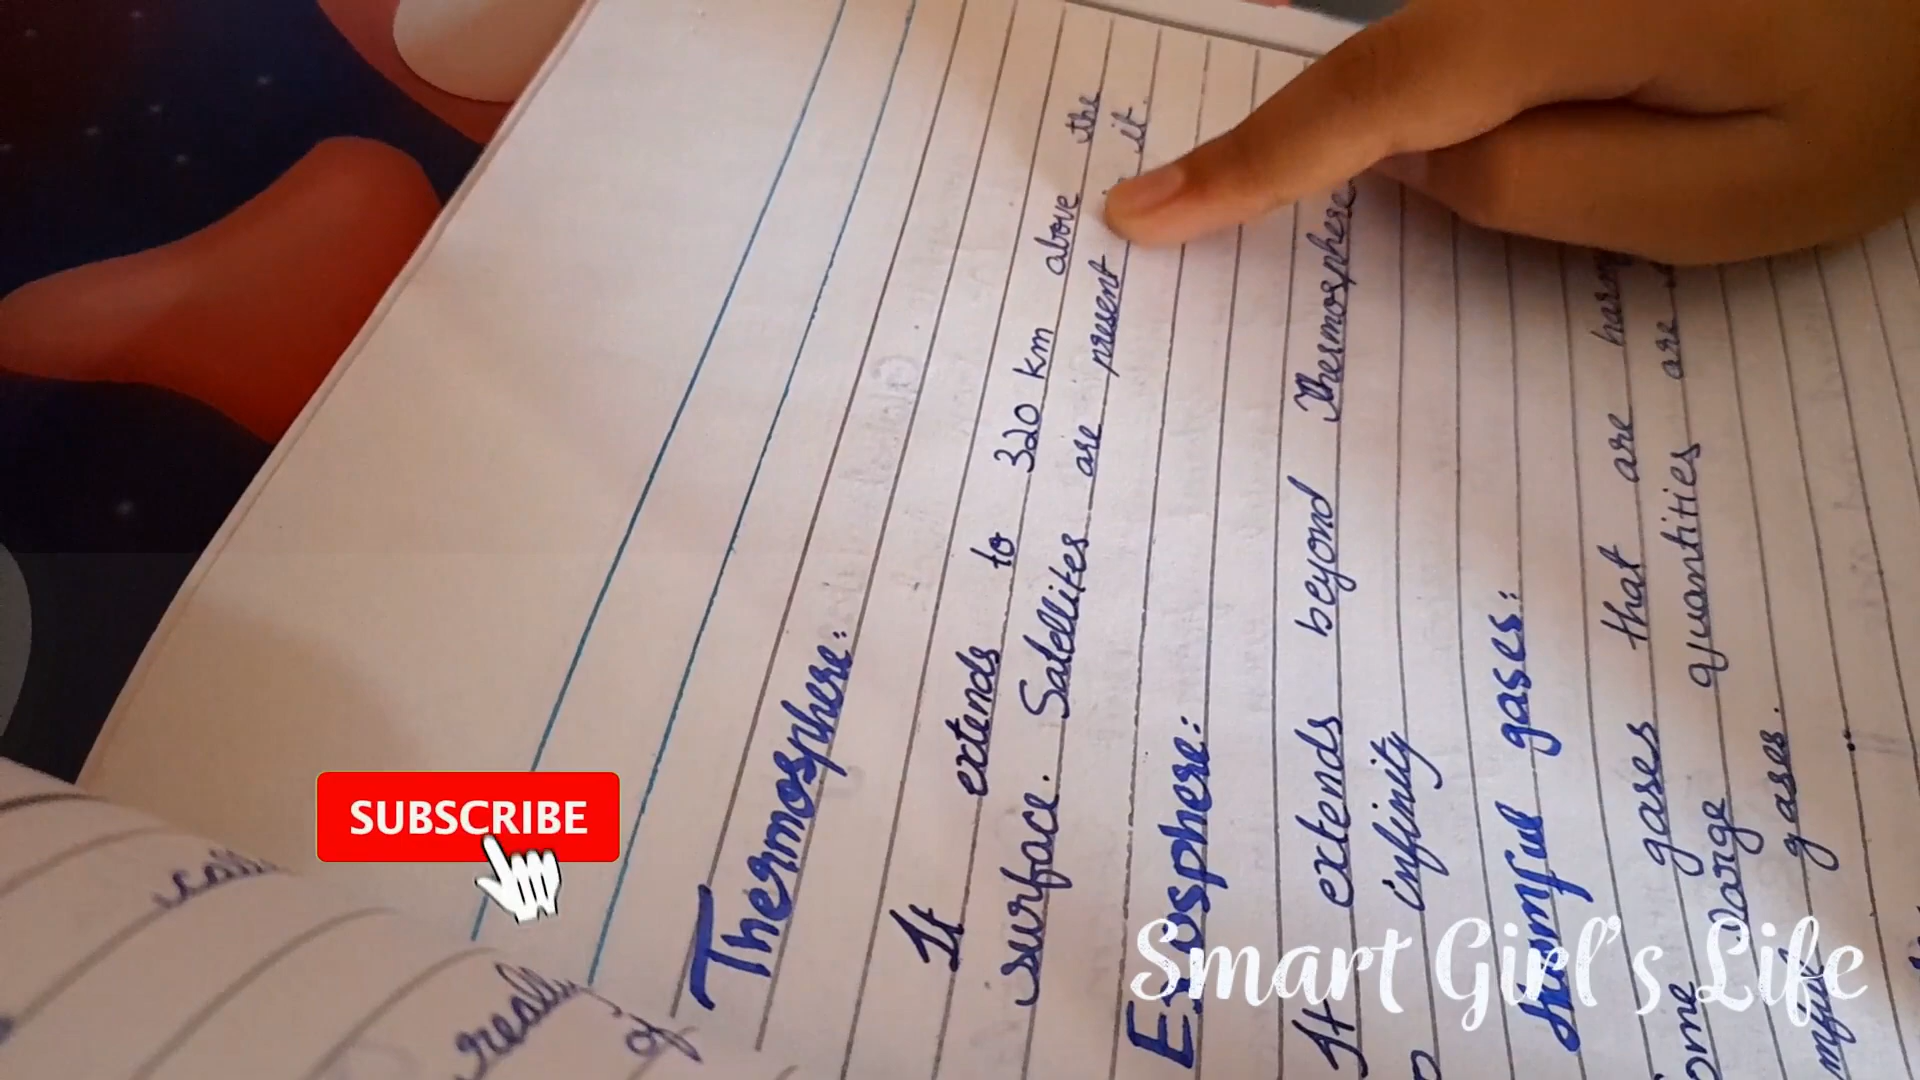 Thermosphere:
It extends to 320 km above the
surface. Satellites are present it.
Exosphere:
It extends beyond Thermosphere
infinity
Harmful gases:
gases that are
large quantities are
gases.
SUBSCRIBE
Smart Girl's Life
of